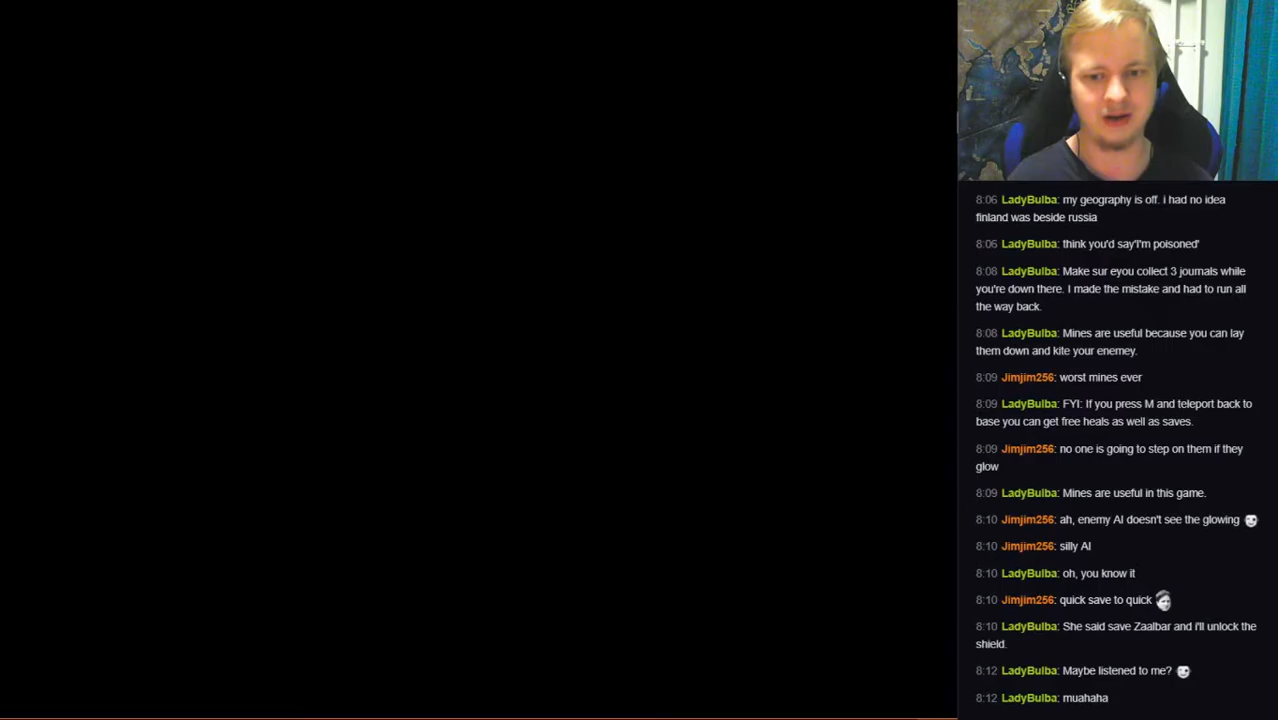 8:06 LadyBulba: my geography is off. i had no idea
finland was beside russia
8:06 LadyBulba: think you'd say'I'm poisoned'
8:08 LadyBulba: Make sur eyou collect 3 journals while
you're down there. I made the mistake and had to run all
the way back.
8:08 LadyBulba: Mines are useful because you can lay
them down and kite your enemey.
8:09 Jimjim256: worst mines ever
8:09 LadyBulba: FYI: If you press M and teleport back to
base you can get free heals as well as saves.
8:09 Jimjim256: no one is going to step on them if they
glow
8:09 LadyBulba: Mines are useful in this game.
8:10 Jimjim256: ah, enemy AI doesn't see the glowing
8:10 Jimjim256: silly AI
8:10 LadyBulba: oh, you know it
8:10 Jimjim256: quick save to quick
8:10 LadyBulba: She said save Zaalbar and i'll unlock the
shield.
8:12 LadyBulba: Maybe listened to me?
8:12 LadyBulba: muahaha